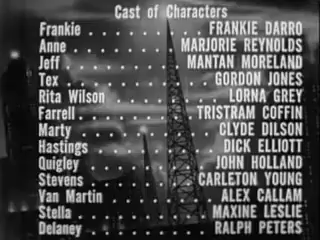 Cast of Characters
Frankie . . . . . . . . FRANKIE DARRO
Anne . . . . . . . MARJORIE REYNOLDS
Jeff . . . . . . . . MANTAN MORELAND
Tex . . . . . . . . . . GORDON JONES
Rita Wilson . . . . . . . LORNA GREY
Farrell . . . . . . . TRISTRAM COFFIN
Marty . . . . . . . . . CLYDE DILSON
Hastings . . . . . . . . DICK ELLIOTT
Quigley . . . . . . . . JOHN HOLLAND
Stevens . . . . . . . CARLETON YOUNG
Van Martin . . . . . . . ALEX CALLAM
Stella . . . . . . . . . MAXINE LESLIE
Delaney . . . . . . . . RALPH PETERS